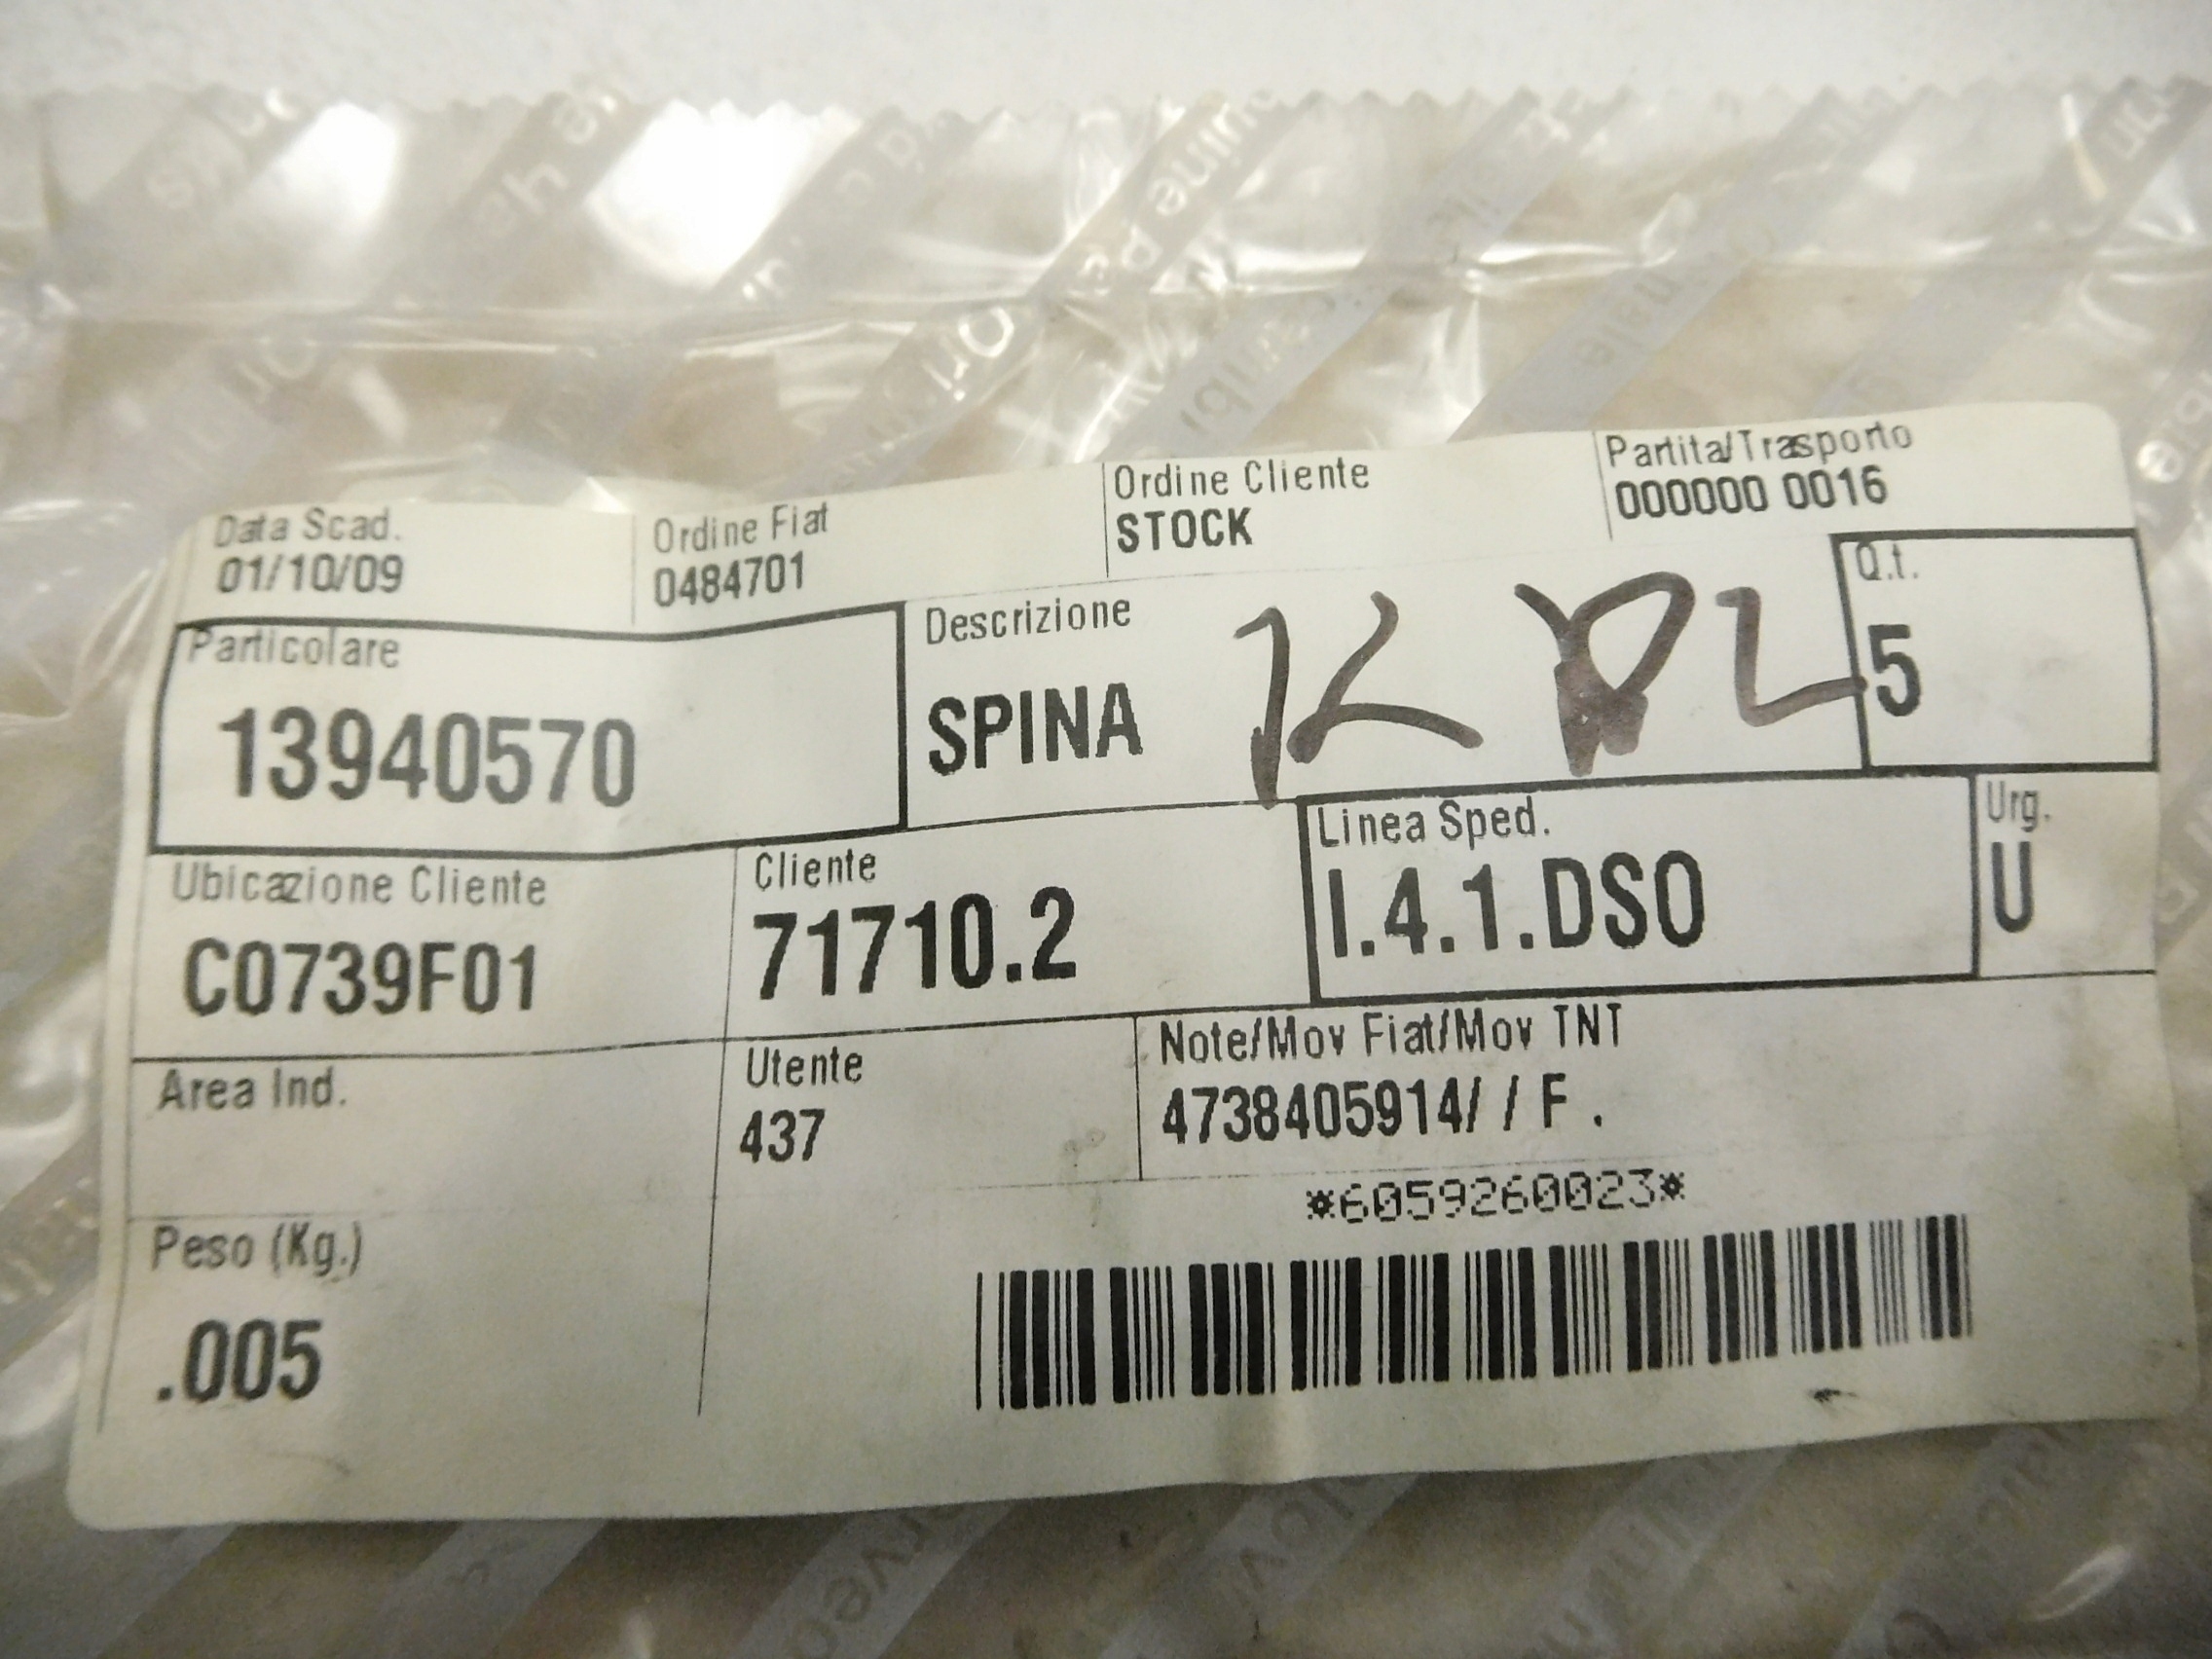 Data Scad. Ordine Fiat Ordine Cliente Partita/Trasporto
01/10/09 0484701 STOCK 000000 0016
Particolare Descrizione Q.t.
13940570 SPINA 5
Ubicazione Cliente Cliente Linea Sped. Urg.
C0739F01 71710.2 I.4.1.DSO U
Area Ind. Utente Note/Mov Fiat/Mov TNT
437 4738405914/ / F .
*6059260023*
Peso (Kg.)
.005